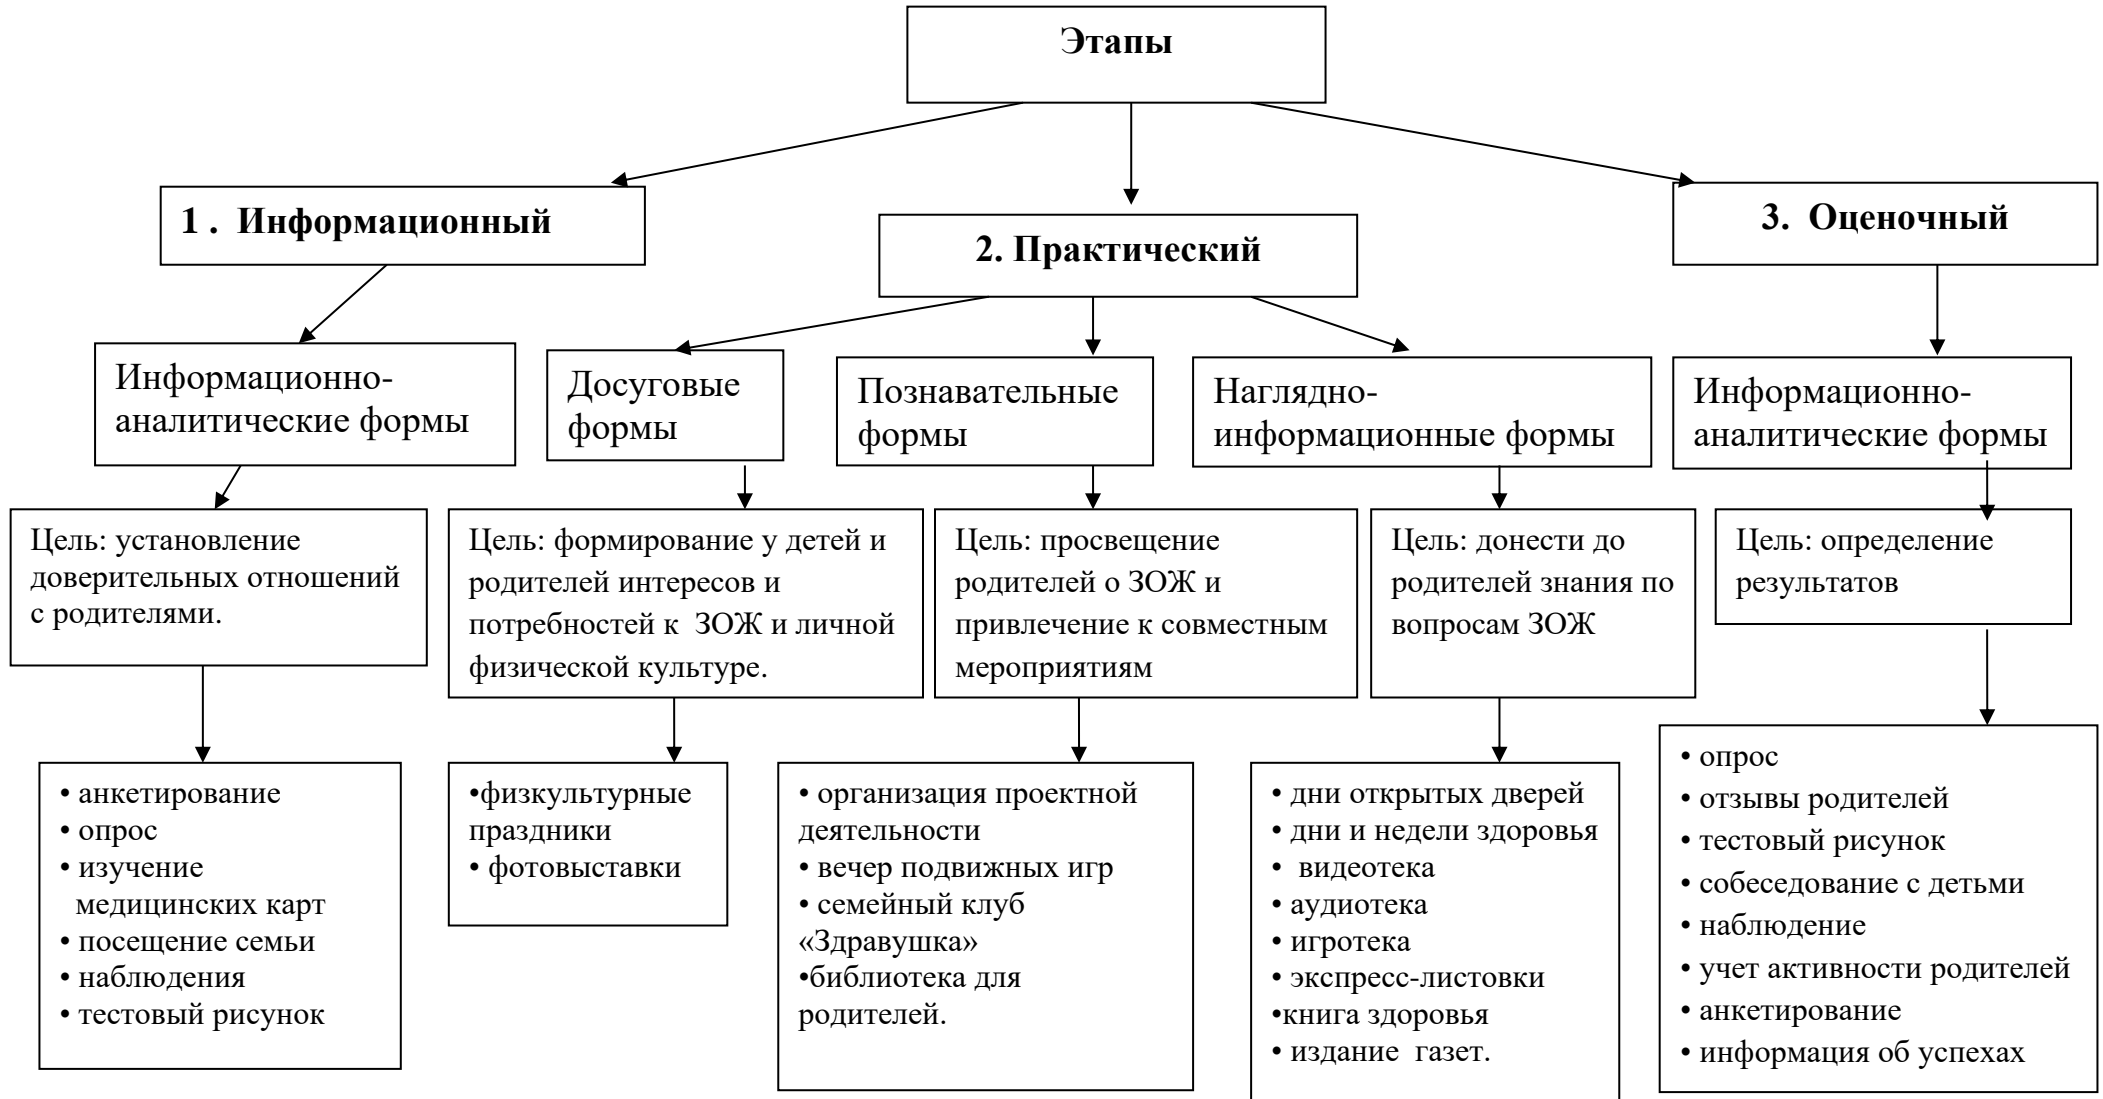 Этапы
1 . Информационный
2. Практический
3. Оценочный
Информационно-
аналитические формы
Досуговые
формы
Познавательные
формы
Наглядно-
информационные формы
Информационно-
аналитические формы
Цель: установление
доверительных отношений
с родителями.
Цель: формирование у детей и
родителей интересов и
потребностей к ЗОЖ и личной
физической культуре.
Цель: просвещение
родителей о ЗОЖ и
привлечение к совместным
мероприятиям
Цель: донести до
родителей знания по
вопросам ЗОЖ
Цель: определение
результатов
• анкетирование
• опрос
• изучение
медицинских карт
• посещение семьи
• наблюдения
• тестовый рисунок
•физкультурные
праздники
• фотовыставки
• организация проектной
деятельности
• вечер подвижных игр
• семейный клуб
«Здравушка»
•библиотека для
родителей.
• дни открытых дверей
• дни и недели здоровья
• видеотека
• аудиотека
• игротека
• экспресс-листовки
•книга здоровья
• издание газет.
• опрос
• отзывы родителей
• тестовый рисунок
• собеседование с детьми
• наблюдение
• учет активности родителей
• анкетирование
• информация об успехах